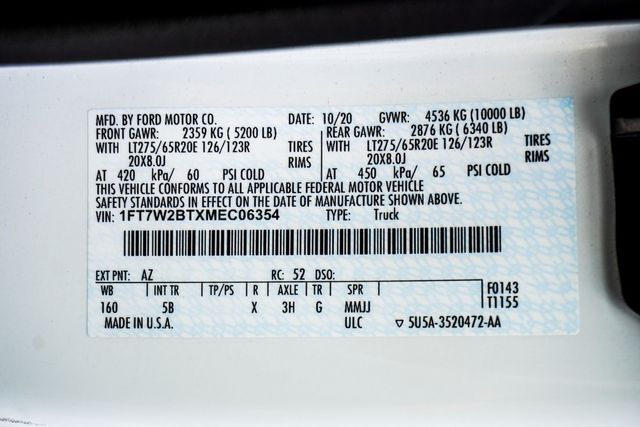 MFD. BY FORD MOTOR CO. DATE: 10/20 GVWR: 4536 KG (10000 LB)
FRONT GAWR: 2359 KG ( 5200 LB) REAR GAWR: 2876 KG ( 6340 LB)
WITH LT275/65R20E 126/123R TIRES WITH LT275/65R20E 126/123R TIRES
20X8.0J RIMS 20X8.0J RIMS
AT 420 kPa/ 60 PSI COLD AT 450 kPa/ 65 PSI COLD
THIS VEHICLE CONFORMS TO ALL APPLICABLE FEDERAL MOTOR VEHICLE
SAFETY STANDARDS IN EFFECT ON THE DATE OF MANUFACTURE SHOWN ABOVE.
VIN: 1FT7W2BTXMEC06354 TYPE: Truck
EXT PNT: AZ RC: 52 DSO:
WB INT TR TP/PS R AXLE TR SPR F0143
160 5B X 3H G MMJJ T1155
MADE IN U.S.A. ULC ▽ 5U5A-3520472-AA